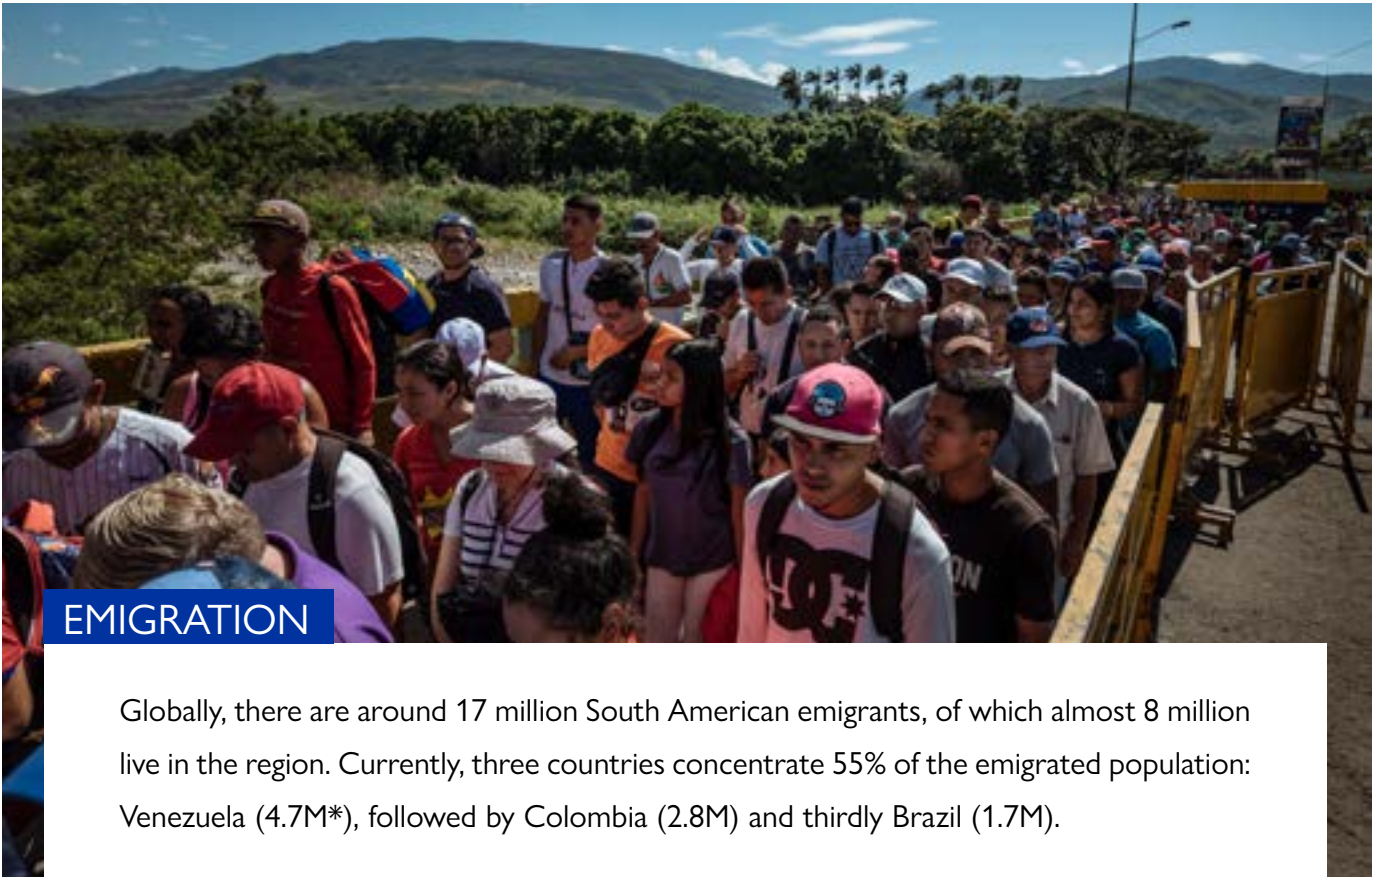 EMIGRATION
Globally, there are around 17 million South American emigrants, of which almost 8 million
live in the region. Currently, three countries concentrate 55% of the emigrated population:
Venezuela (4.7M*), followed by Colombia (2.8M) and thirdly Brazil (1.7M).
DC